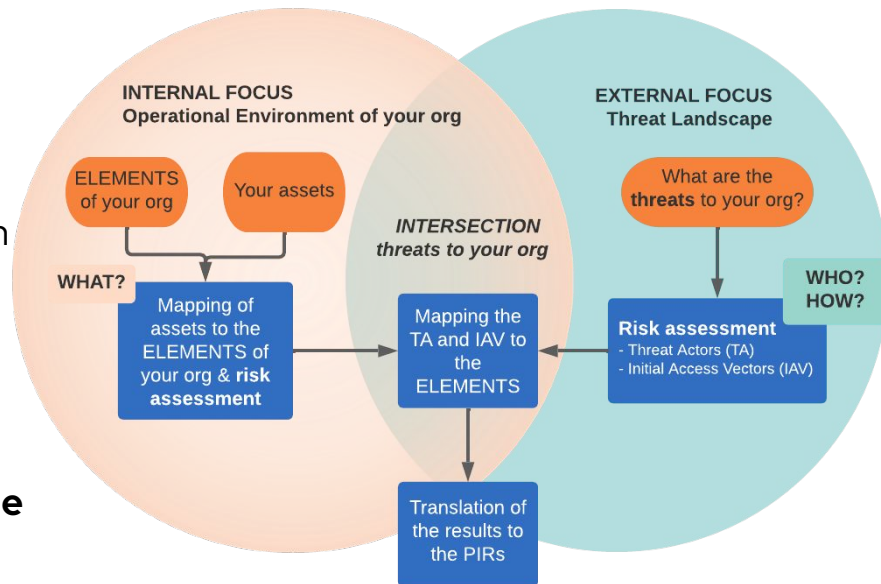 INTERNAL FOCUS
Operational Environment of your org
EXTERNAL FOCUS
Threat Landscape
ELEMENTS
of your org
Your assets
What are the
threats to your org?
INTERSECTION
threats to your org
WHAT?
WHO?
HOW?
Mapping of
assets to the
ELEMENTS of
your org & risk
assessment
Mapping the
TA and IAV to
the
ELEMENTS
Risk assessment
- Threat Actors (TA)
- Initial Access Vectors (IAV)
Translation of
the results to
the PIRs